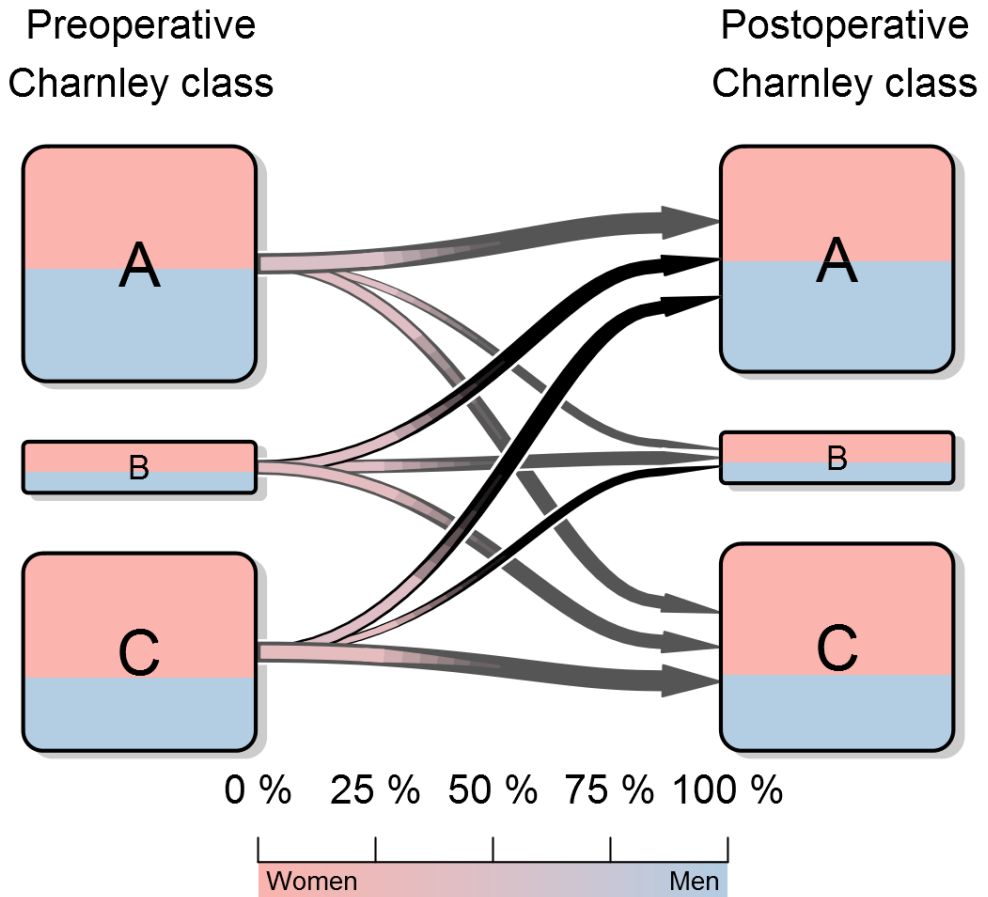 Preoperative
Charnley class
Postoperative
Charnley class
A
A
B
B
C
C
0 % 25 % 50 % 75 % 100 %
Women
Men